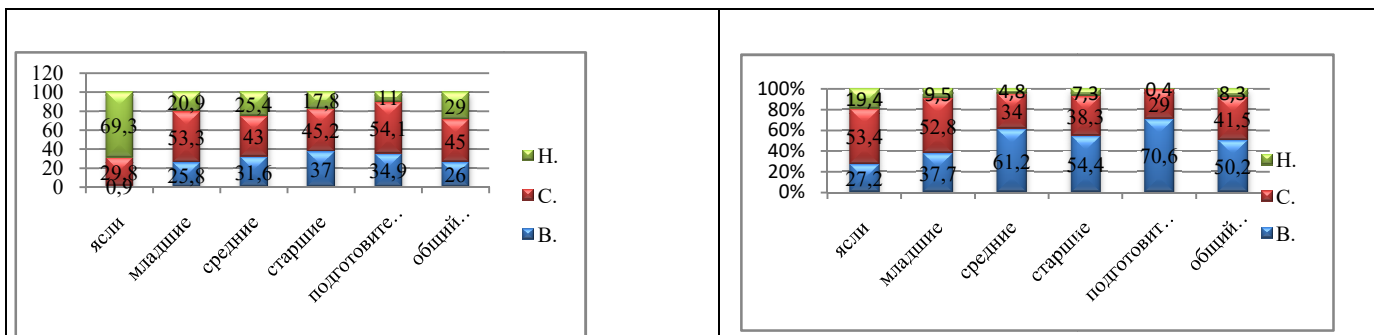 120
100
80
60
40
20
0
69,3
29,8
0,9
20,9
53,3
25,8
25,4
43
31,6
17,8
45,2
37
11
54,1
34,9
29
45
26
ясли
младшие
средние
старшие
подготовите..
общий..
Н.
С.
В.
100%
80%
60%
40%
20%
0%
19,4
53,4
27,2
9,5
52,8
37,7
4,8
34
61,2
7,3
38,3
54,4
0,4
29
70,6
8,3
41,5
50,2
ясли
младшие
средние
старшие
подготовит...
общий..
Н.
С.
В.